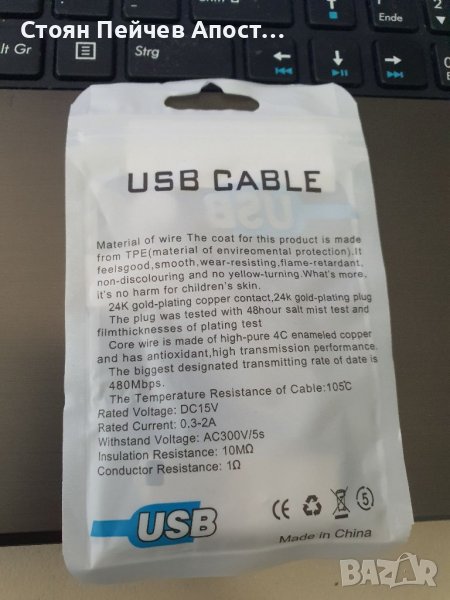 Стоян Пейчев Апост...
Alt Gr
Strg
USB CABLE
Material of wire The coat for this product is made
from TPE(material of enviremental protection).It
feelsgood,smooth,wear-resisting,flame-retardant,
non-discolouring and no yellow-turning.What's more,
it's no harm for children's skin.
24K gold-plating copper contact,24k gold-plating plug
The plug was tested with 48hour salt mist test and
filmthicknesses of plating test
Core wire is made of high-pure 4C enameled copper
and has antioxidant,high transmission performance.
The biggest designated transmitting rate of date is
480Mbps.
The Temperature Resistance of Cable:105℃
Rated Voltage: DC15V
Rated Current: 0.3-2A
Withstand Voltage: AC300V/5s
Insulation Resistance: 10MΩ
Conductor Resistance: 1Ω
USB
CE
5
Made in China
BAZAR